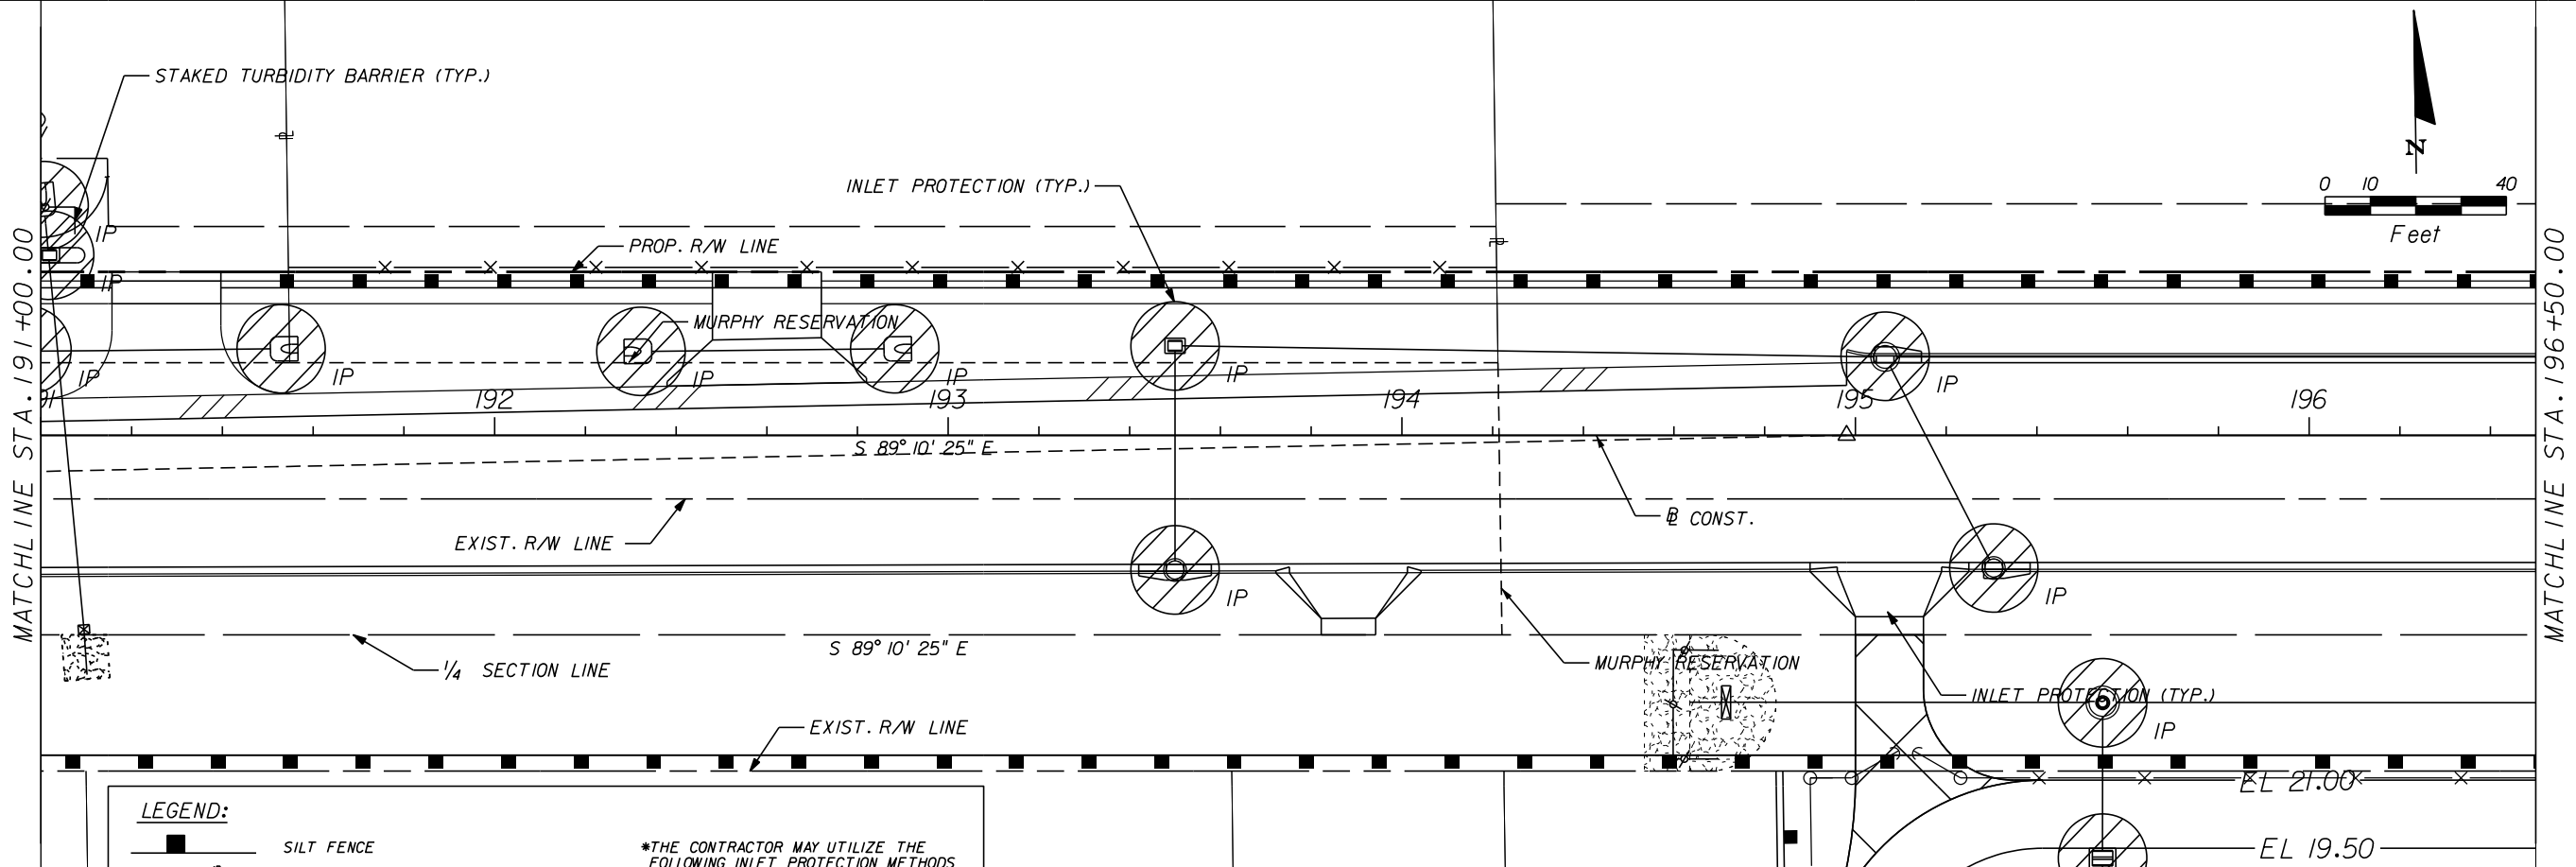 STAKED TURBIDITY BARRIER (TYP.)
N
INLET PROTECTION (TYP.)
0 10 40
Feet
IP
PROP. R/W LINE
IP
MATCHLINE STA. 191+00.00
MATCHLINE STA. 196+50.00
MURPHY RESERVATION
IP
IP
IP
IP
IP
IP
192
193
194
195
196
S 89° 10' 25" E
CONST.
EXIST. R/W LINE
IP
IP
S 89° 10' 25" E
1/4 SECTION LINE
MURPHY RESERVATION
INLET PROTECTION (TYP.)
IP
EXIST. R/W LINE
EL 21.00
LEGEND:
SILT FENCE
*THE CONTRACTOR MAY UTILIZE THE
FOLLOWING INLET PROTECTION METHODS
EL 19.50